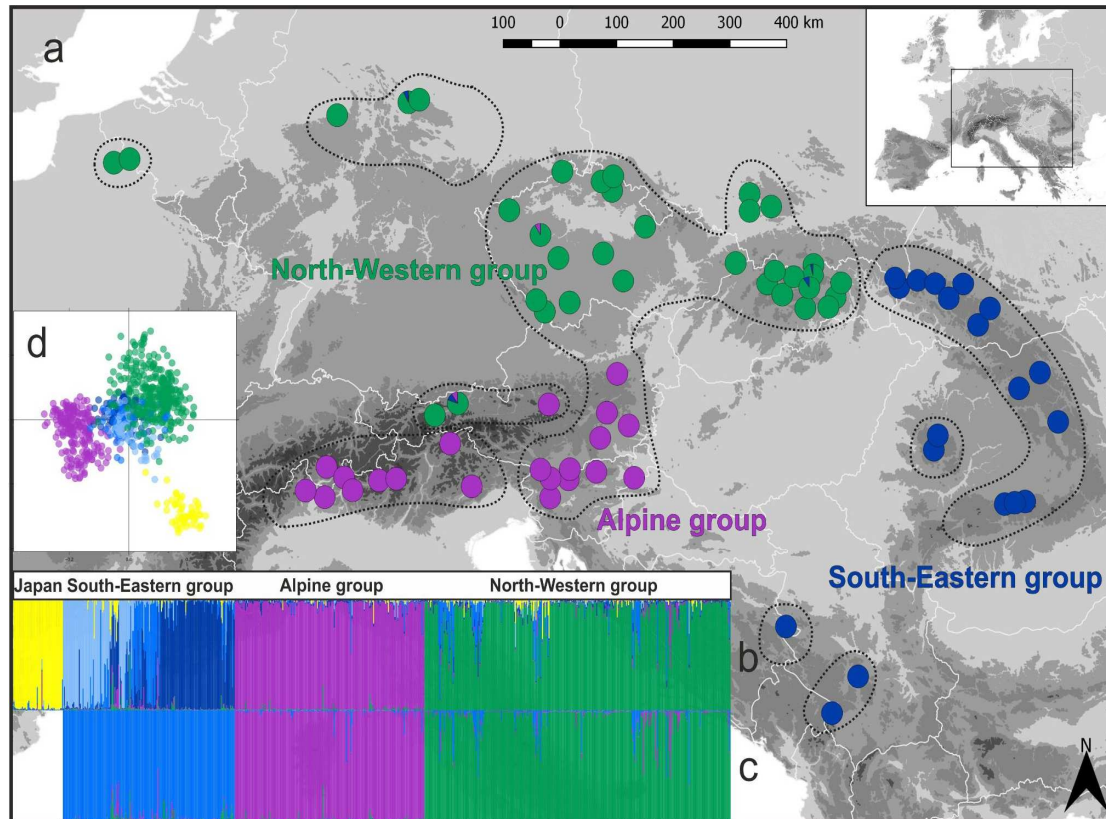 a
100 0 100 200 300 400 km
North-Western group
d
Alpine group
South-Eastern group
Japan South-Eastern group Alpine group North-Western group
b
c
N